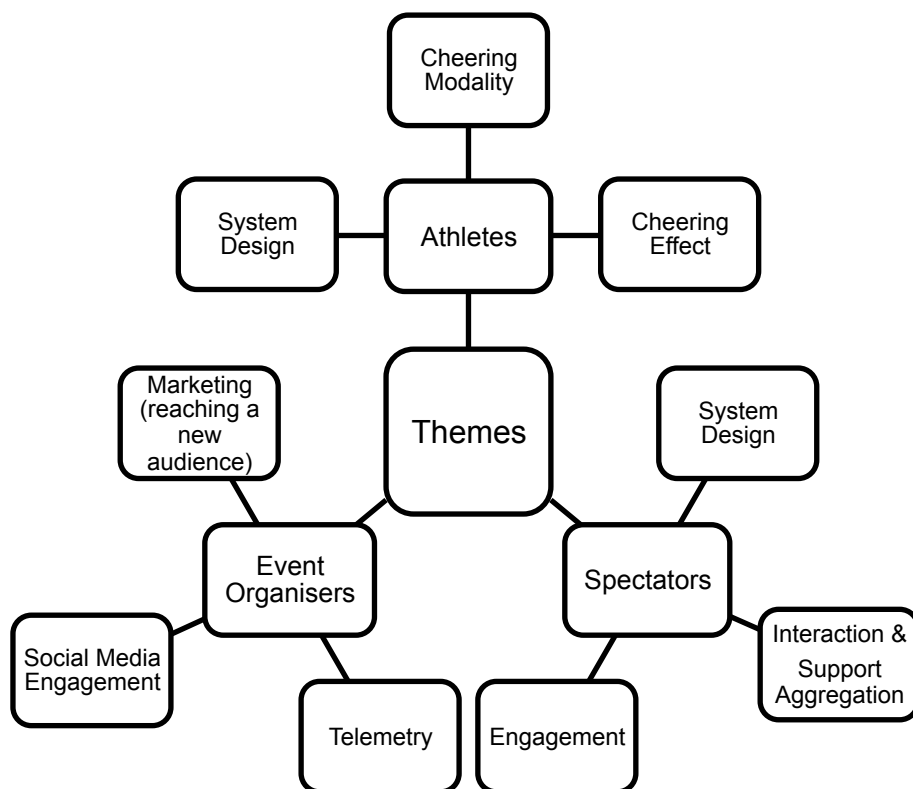 Cheering
Modality
System
Design
Athletes
Cheering
Effect
Marketing
(reaching a
new
audience)
Themes
System
Design
Event
Organisers
Spectators
Social Media
Engagement
Interaction &
Support
Aggregation
Telemetry
Engagement